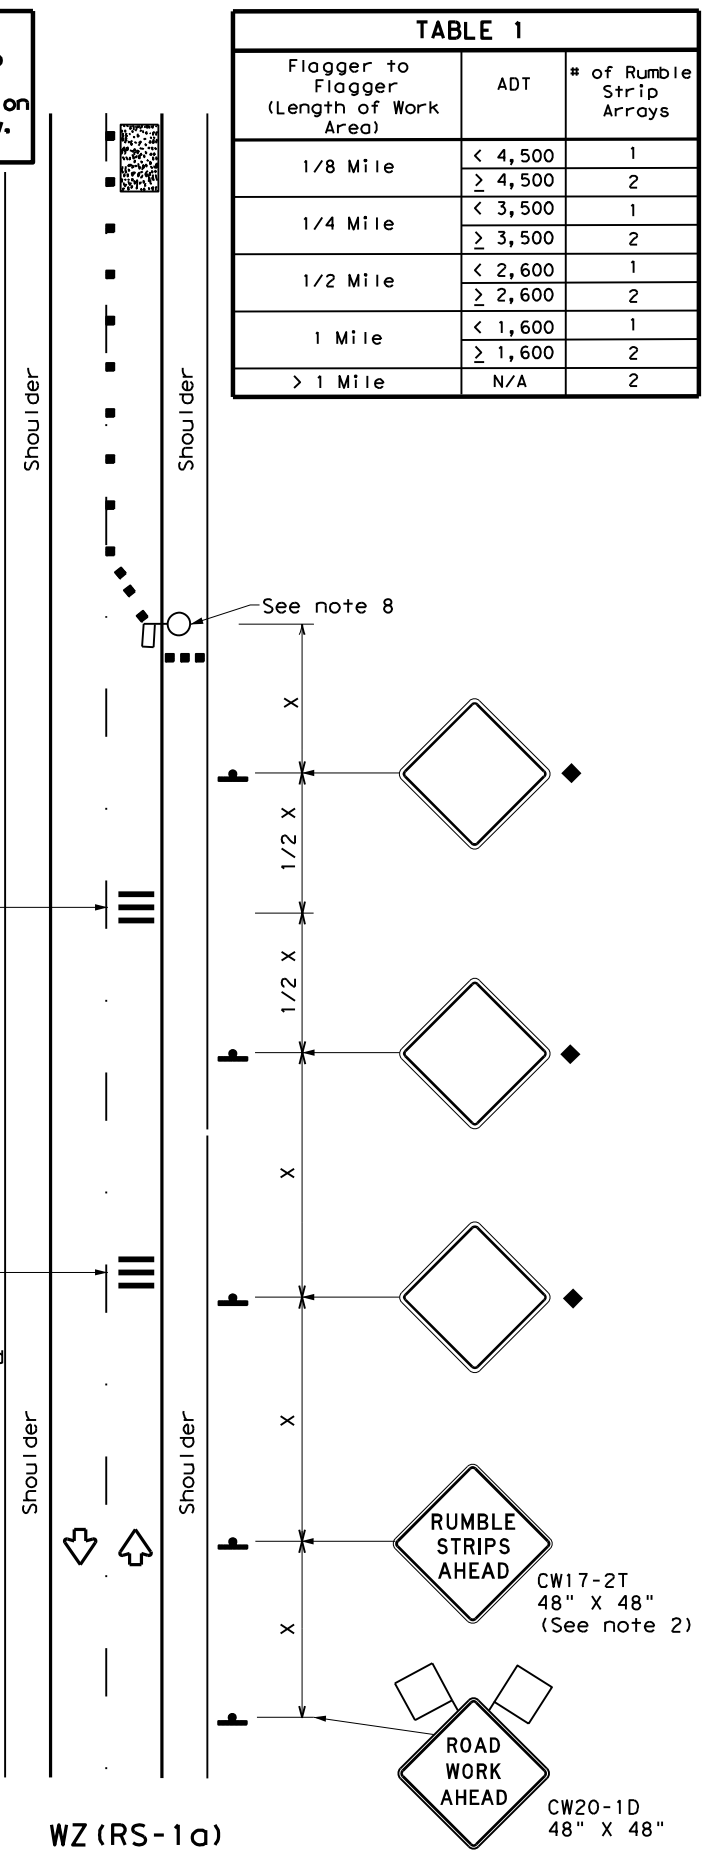 on
TABLE 1
Flagger to
Flagger
(Length of Work
Area)
ADT
# of Rumble
Strip
Arrays
1/8 Mile
< 4,500
1
≥ 4,500
2
1/4 Mile
< 3,500
1
≥ 3,500
2
1/2 Mile
< 2,600
1
≥ 2,600
2
1 Mile
< 1,600
1
≥ 1,600
2
> 1 Mile
N/A
2
Shoulder
Shoulder
See note 8
X
1/2 X
1/2 X
X
X
Shoulder
Shoulder
RUMBLE
STRIPS
AHEAD
CW17-2T
48" X 48"
(See note 2)
X
ROAD
WORK
AHEAD
CW20-1D
48" X 48"
WZ(RS-1a)